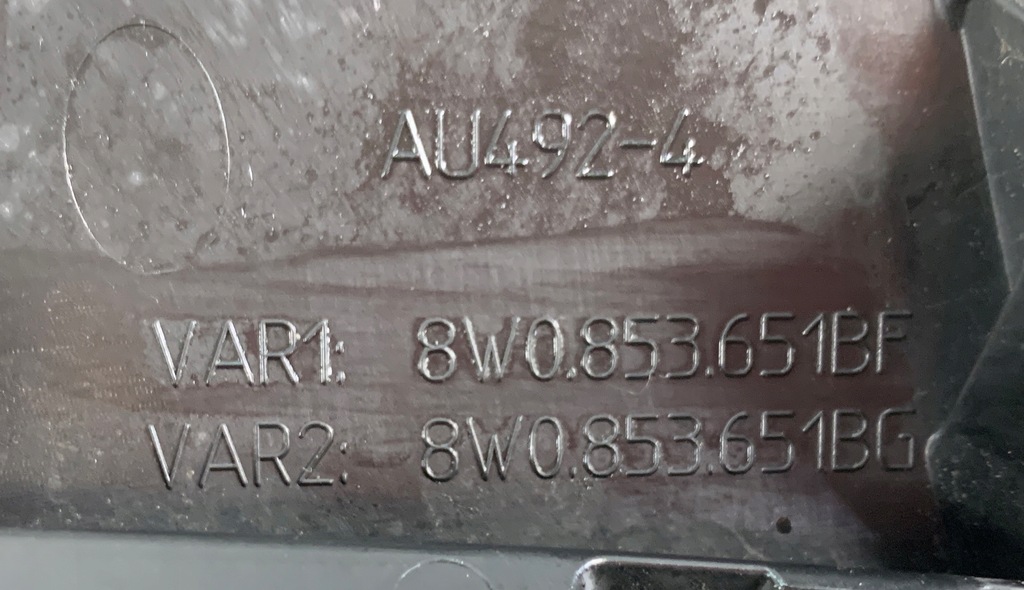 AU492-4
VAR1: 8W0.853.651BF
VAR2: 8W0.853.651BG